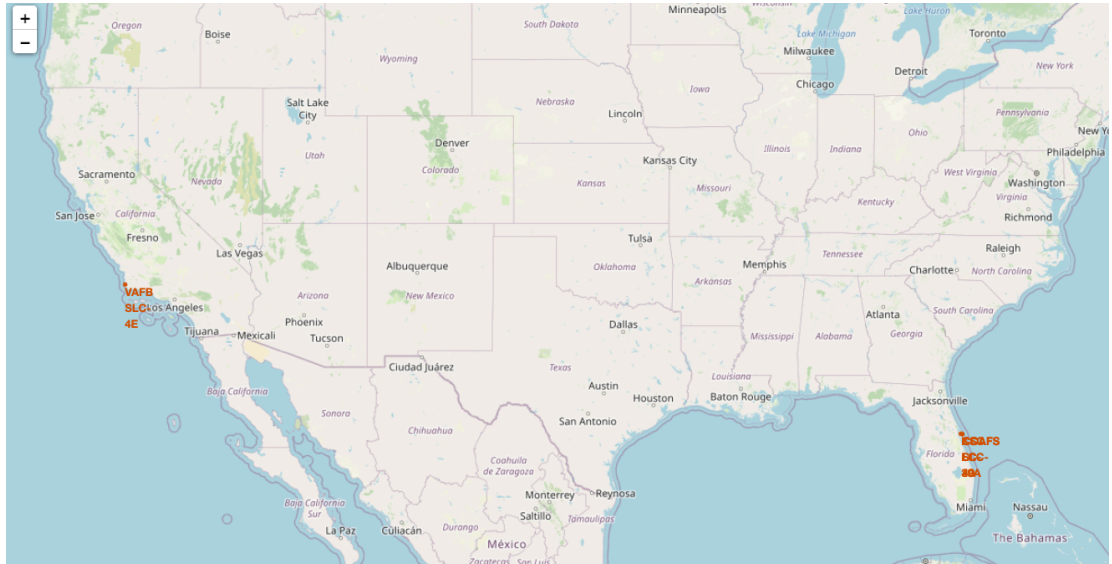 +
−
Minneapolis
Wisconsin
Lake Huron
Oregon
South Dakota
Boise
Toronto
Lake Michigan
Milwaukee
Wyoming
New York
Detroit
Chicago
Iowa
Salt Lake
City
Nebraska
Lincoln
Pennsylvania
Ohio
New Yo
Denver
Illinois
Indiana
Philadelphia
Utah
Kansas City
Colorado
Sacramento
Nevada
Kansas
Missouri
West Virginia
Washington
Kentucky
Virginia
San Jose
California
Richmond
Fresno
Tulsa
Las Vegas
Raleigh
Tennessee
Albuquerque
Oklahoma
Memphis
Charlotte
North Carolina
Arkansas
VAFB
SLC-
4E
Los Angeles
Arizona
New Mexico
South Carolina
Atlanta
Phoenix
Dallas
Tijuana
Mexicali
Tucson
Mississippi
Alabama
Georgia
Ciudad Juárez
Texas
Louisiana
Baja California
Austin
Houston
Baton Rouge
Jacksonville
Sonora
San Antonio
Chihuahua
Florida
Coahuila
de Zaragoza
Baja California
Sur
Monterrey
Reynosa
Miami
Nassau
Saltillo
Tamaulipas
La Paz
Culiacán
Durango
The Bahamas
México
Zacatecas
San Luis